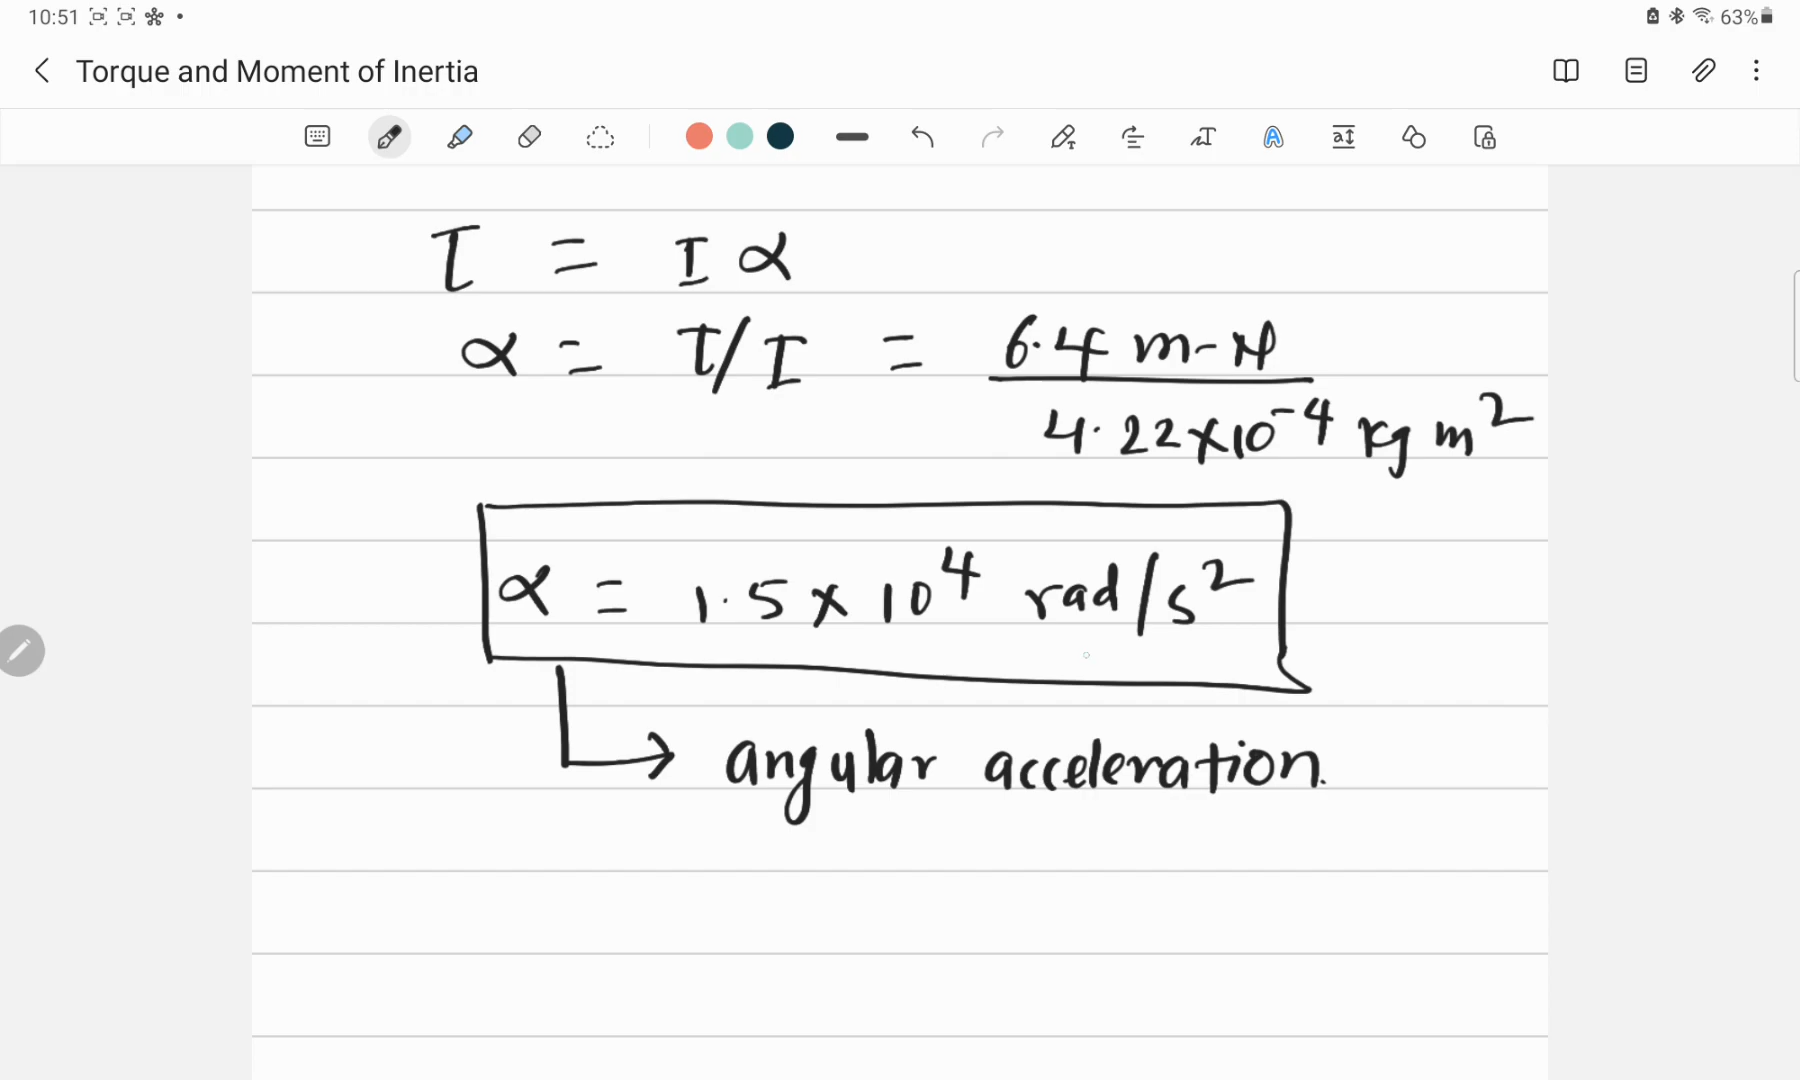 10:51
63%
Torque and Moment of Inertia
τ = I α
α = τ/I = 6.4 m-N
4.22×10⁻⁴ kg m²
α = 1.5 × 10⁴ rad/s²
angular acceleration.